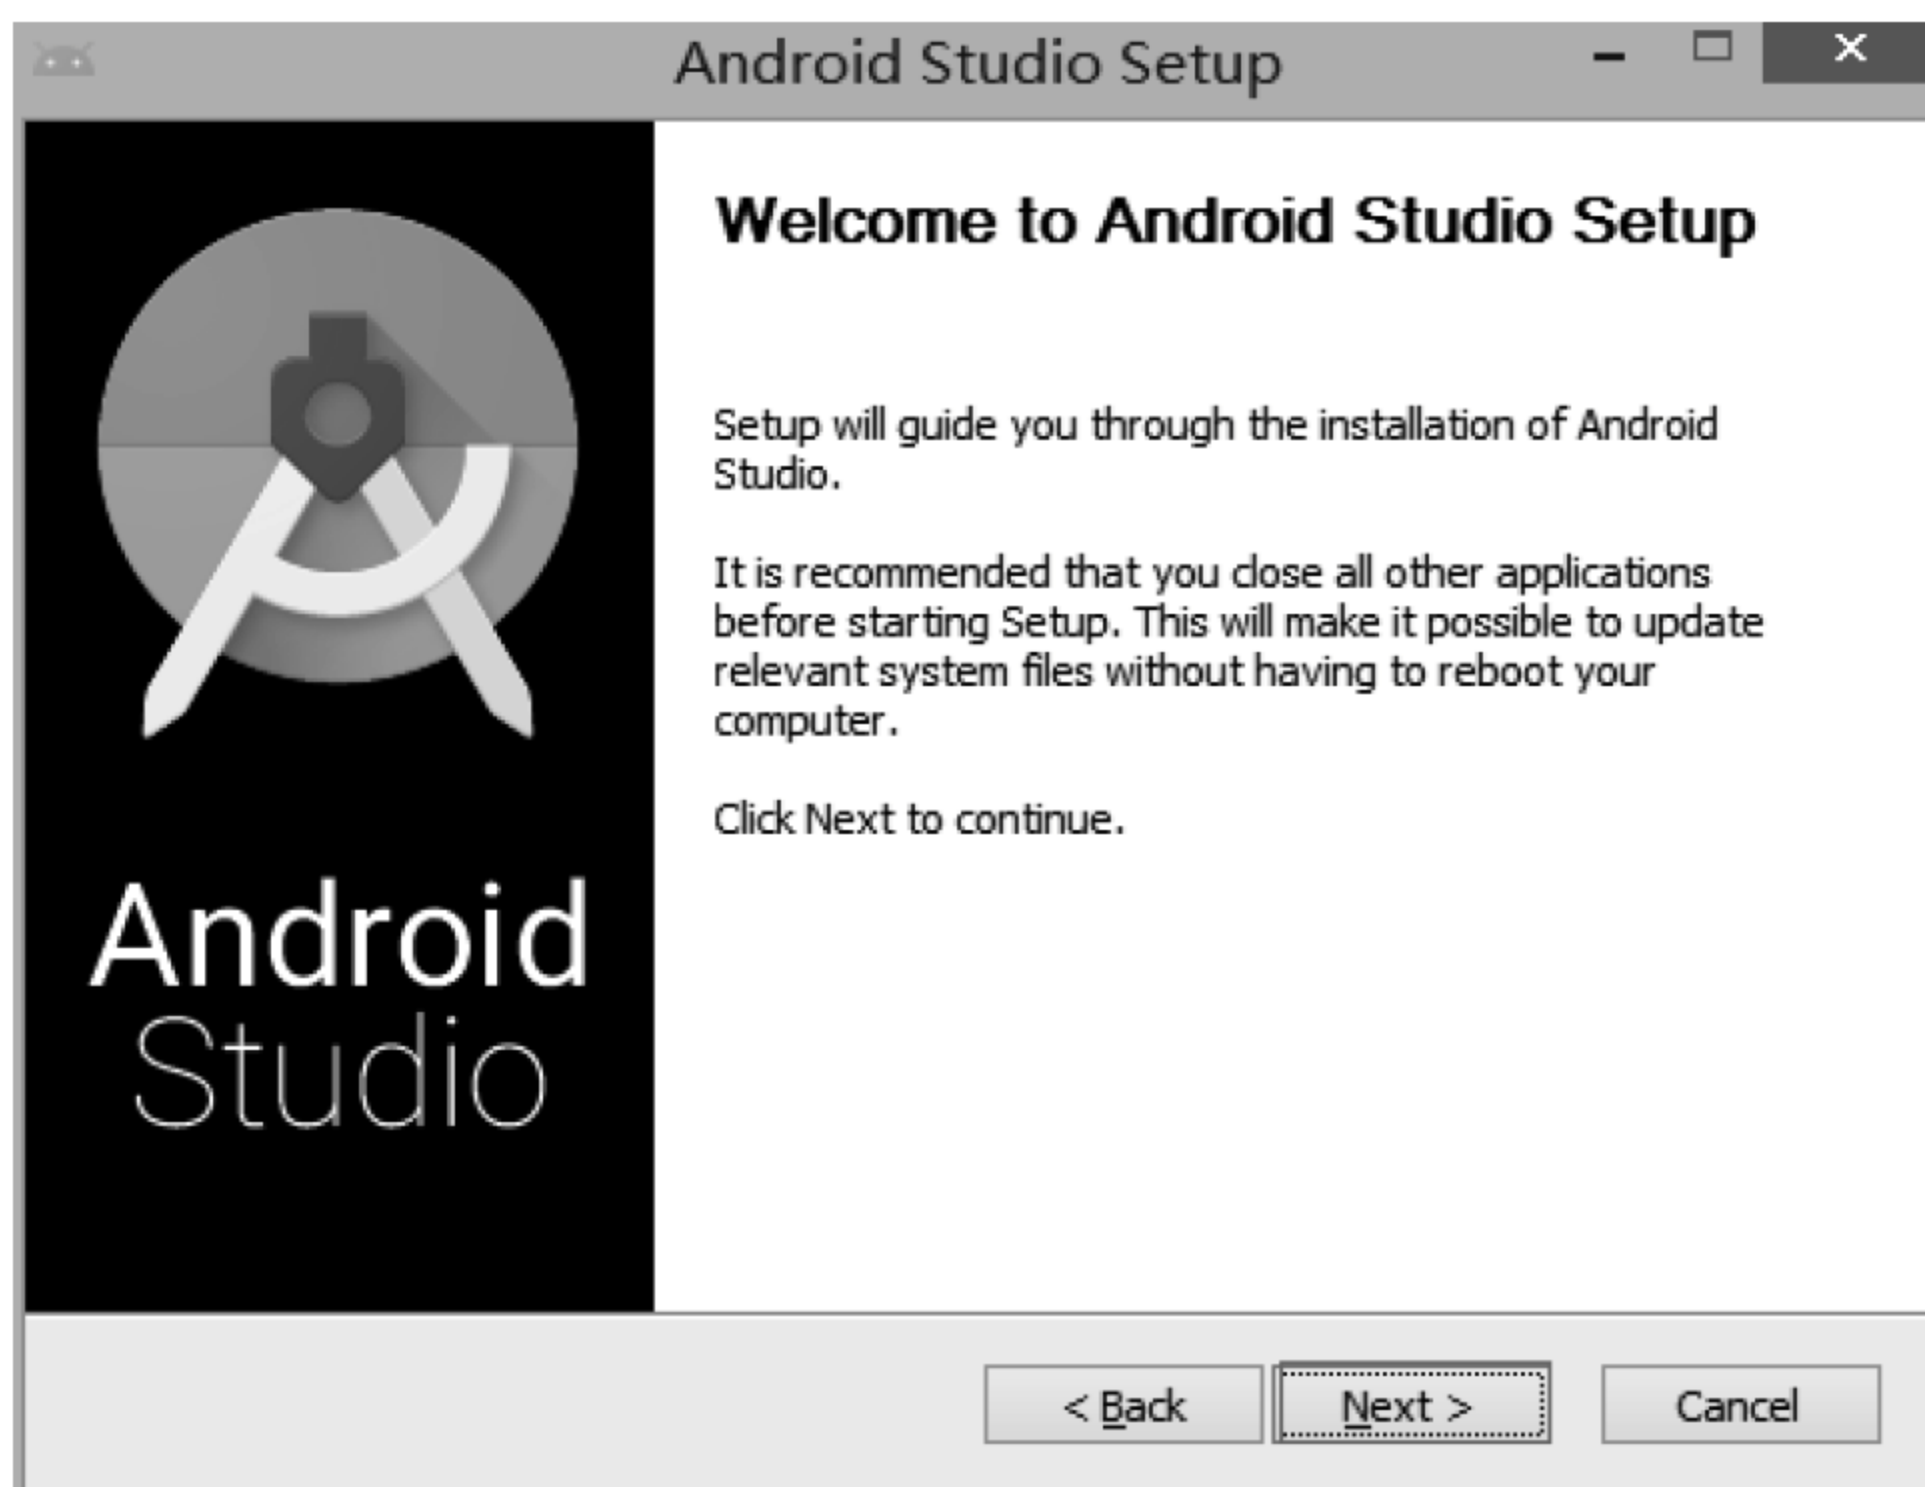 Android Studio Setup
Welcome to Android Studio Setup
Setup will guide you through the installation of Android
Studio.
It is recommended that you close all other applications
before starting Setup. This will make it possible to update
relevant system files without having to reboot your
computer.
Click Next to continue.
Android
Studio
< Back
Next >
Cancel